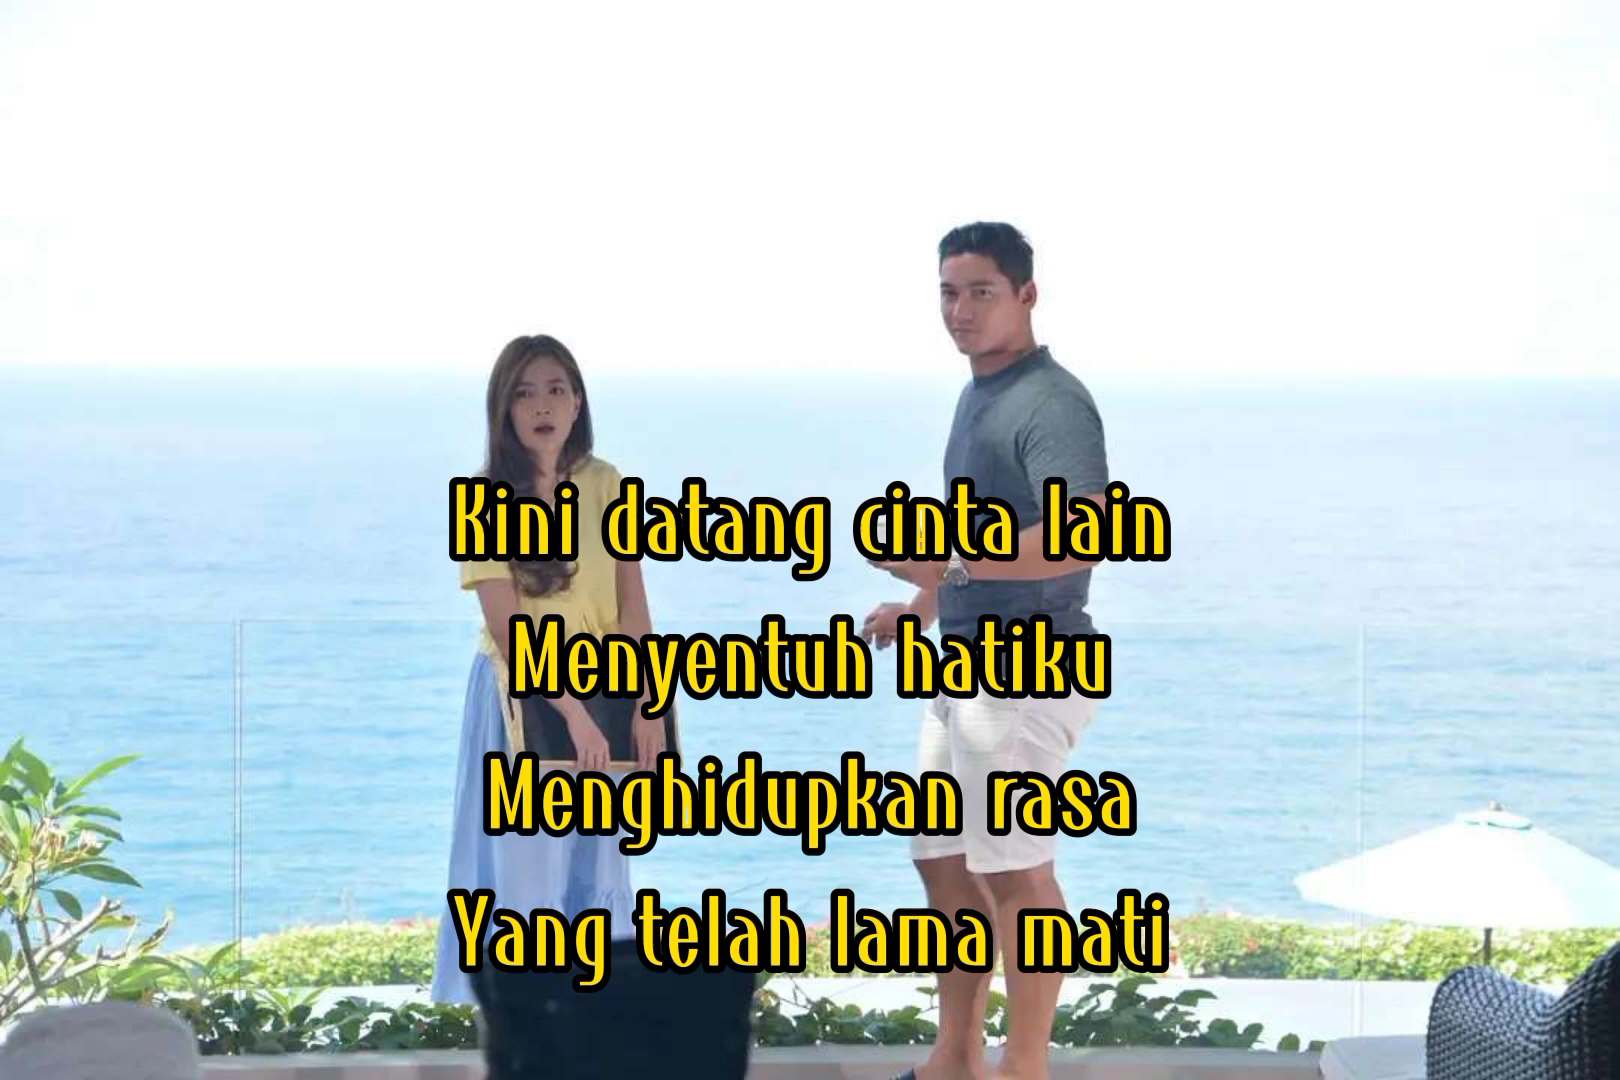 Kini datang cinta lain
Menyentuh hatiku
Menghidupkan rasa
Yang telah lama mati